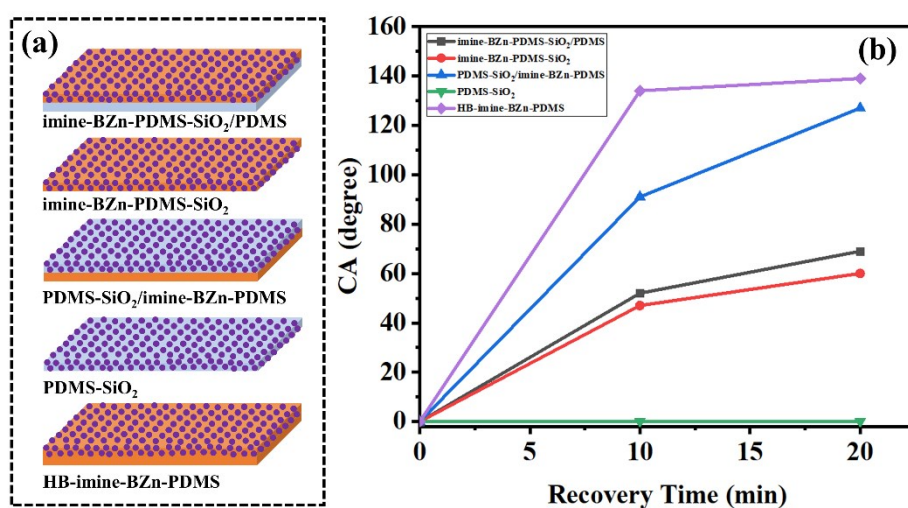 (a)
imine-BZn-PDMS-SiO₂/PDMS
imine-BZn-PDMS-SiO₂
PDMS-SiO₂/imine-BZn-PDMS
PDMS-SiO₂
HB-imine-BZn-PDMS
(b)
imine-BZn-PDMS-SiO₂/PDMS
imine-BZn-PDMS-SiO₂
PDMS-SiO₂/imine-BZn-PDMS
PDMS-SiO₂
HB-imine-BZn-PDMS
160
140
120
100
80
60
40
20
0
CA (degree)
0 5 10 15 20
Recovery Time (min)